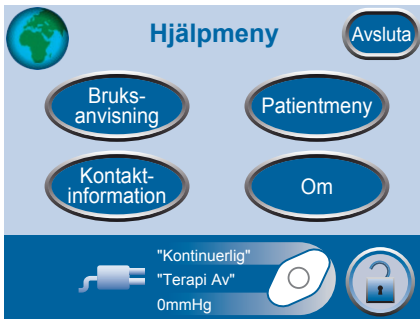 Hjälpmeny
Avsluta
Bruks-
anvisning
Patientmeny
Kontakt-
information
Om
"Kontinuerlig"
"Terapi Av"
0mmHg